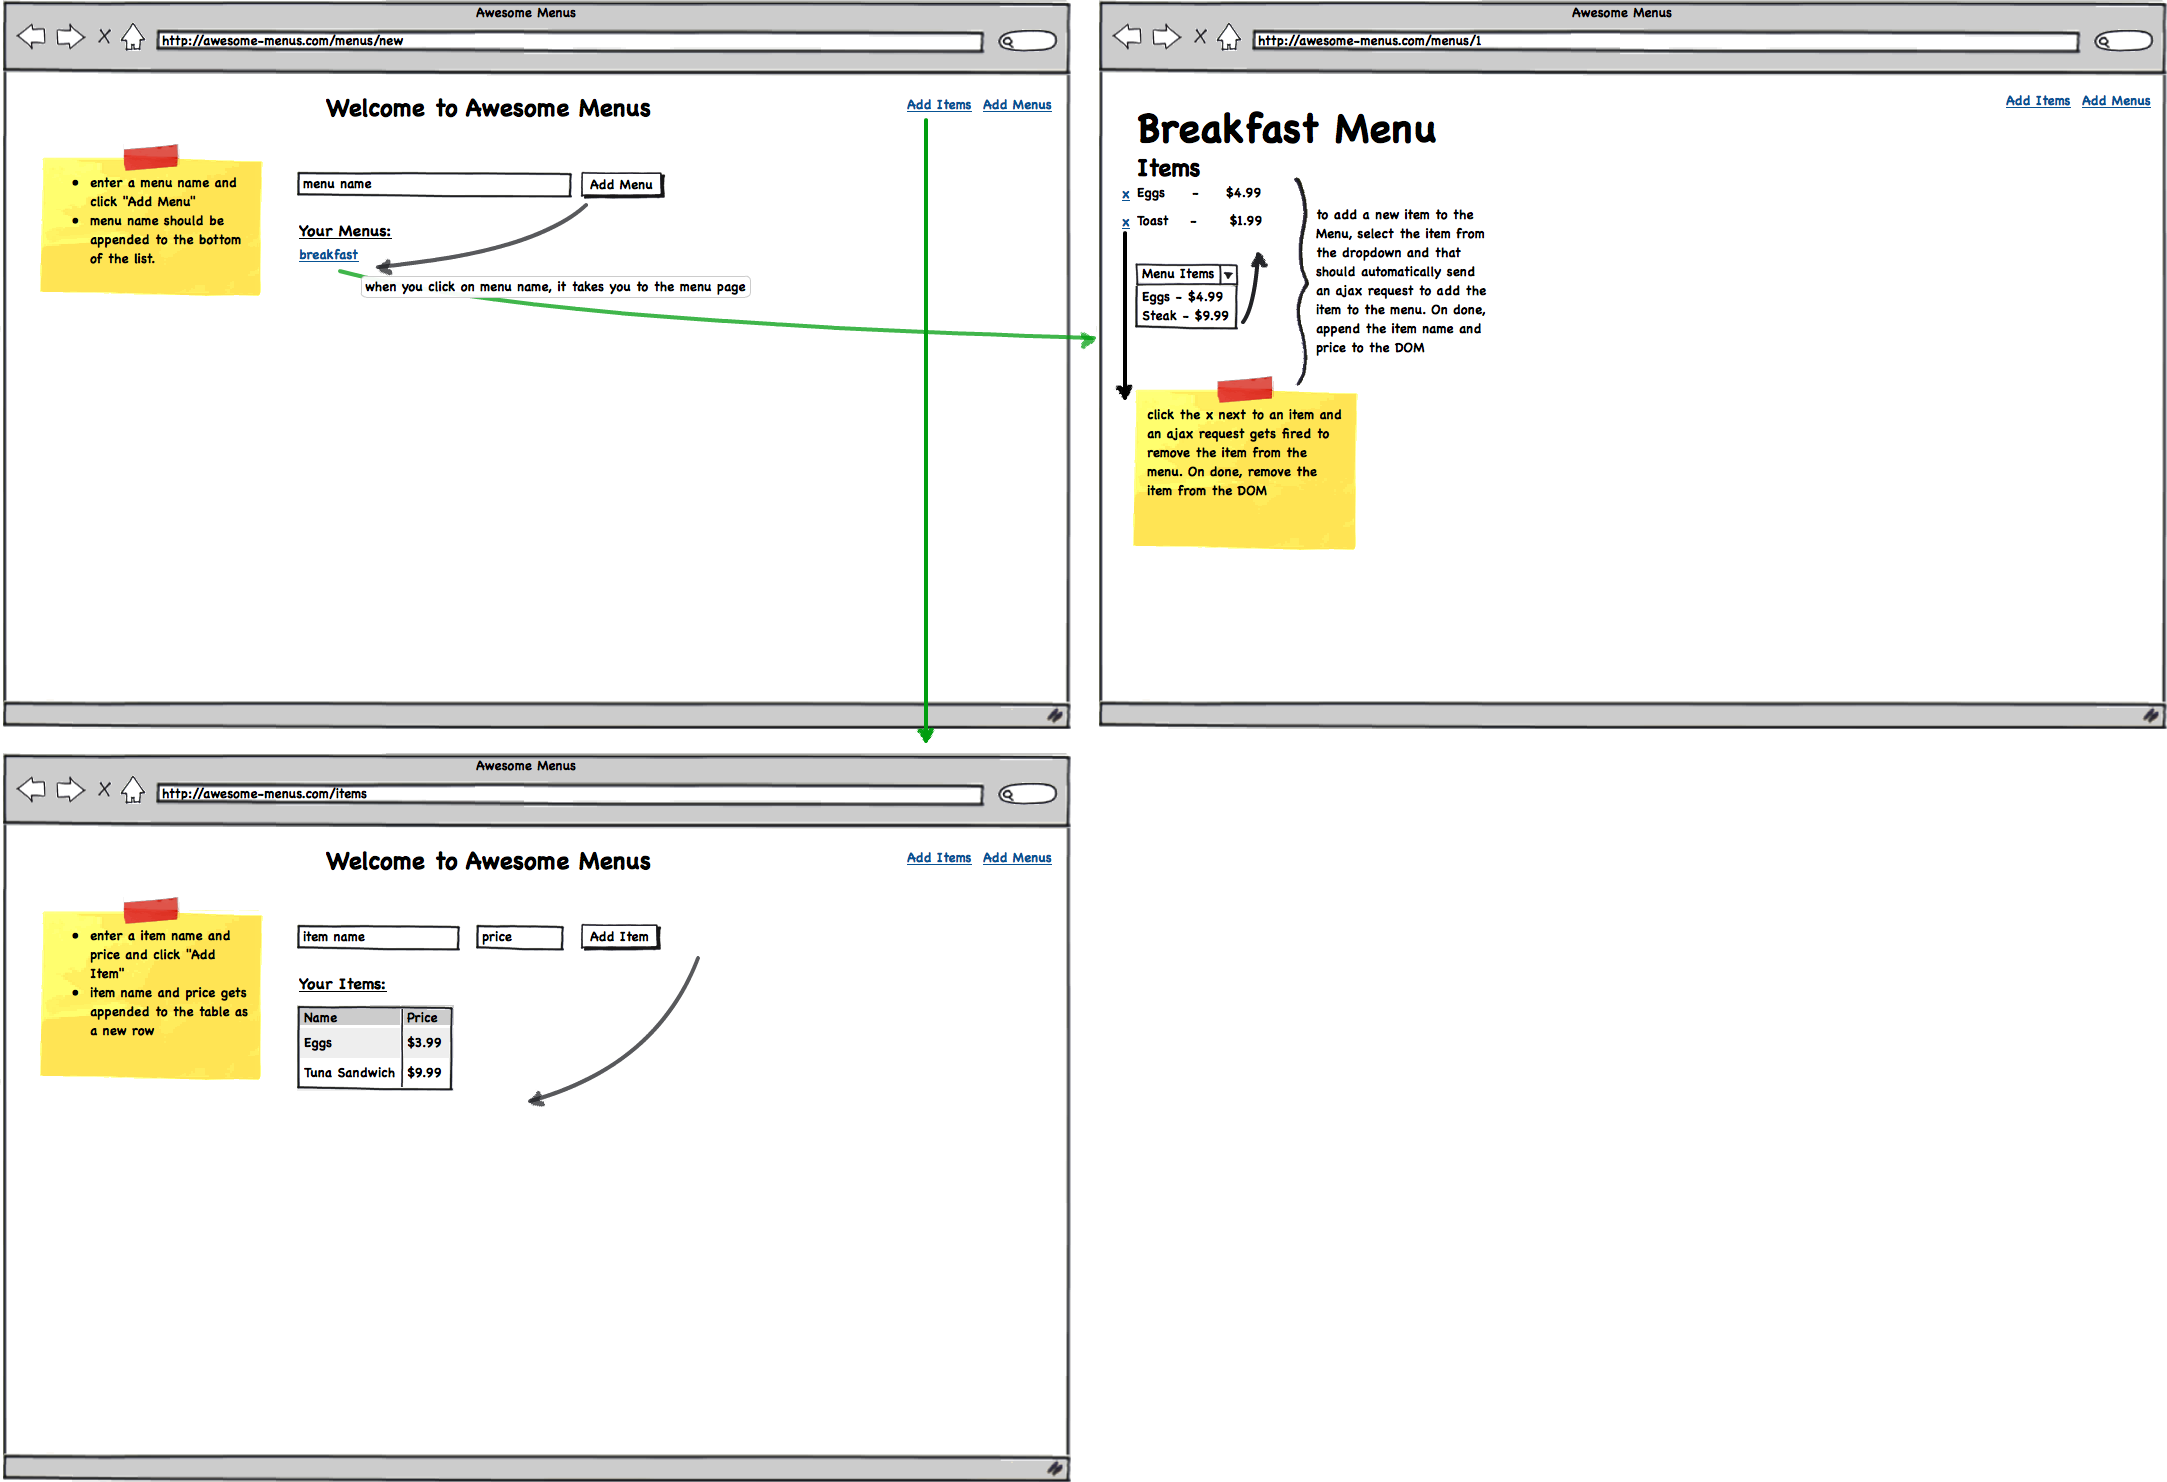 Awesome Menus
http://awesome-menus.com/menus/new
Welcome to Awesome Menus
Add Items Add Menus
• enter a menu name and
click "Add Menu"
• menu name should be
appended to the bottom
of the list.
menu name
Add Menu
Your Menus:
breakfast
when you click on menu name, it takes you to the menu page
Awesome Menus
http://awesome-menus.com/menus/1
Add Items Add Menus
Breakfast Menu
Items
x Eggs - $4.99
x Toast - $1.99
Menu Items
Eggs - $4.99
Steak - $9.99
to add a new item to the
Menu, select the item from
the dropdown and that
should automatically send
an ajax request to add the
item to the menu. On done,
append the item name and
price to the DOM
click the x next to an item and
an ajax request gets fired to
remove the item from the
menu. On done, remove the
item from the DOM
Awesome Menus
http://awesome-menus.com/items
Welcome to Awesome Menus
Add Items Add Menus
• enter a item name and
price and click "Add
Item"
• item name and price gets
appended to the table as
a new row
item name
price
Add Item
Your Items:
Name Price
Eggs $3.99
Tuna Sandwich $9.99